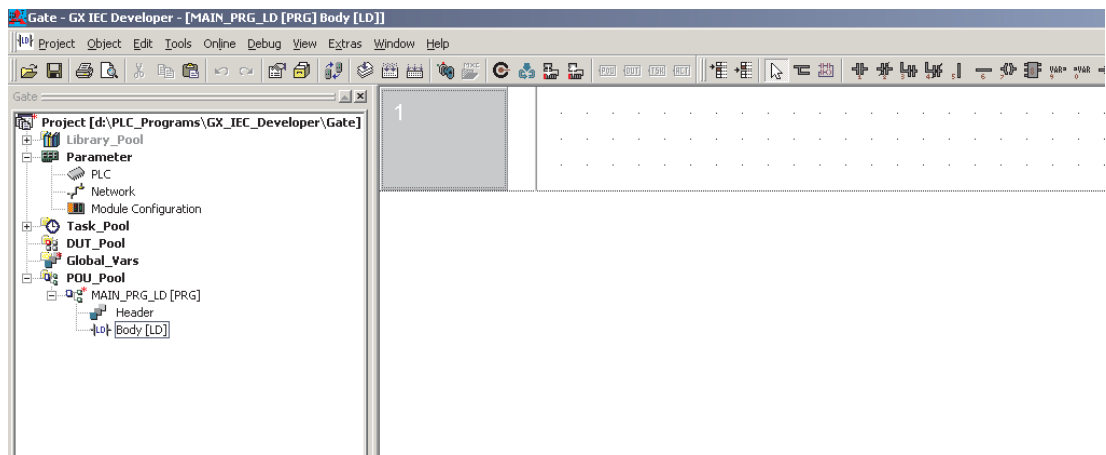 Gate - GX IEC Developer - [MAIN_PRG_LD [PRG] Body [LD]]
Project Object Edit Tools Online Debug View Extras Window Help
Gate
Project [d:\PLC_Programs\GX_IEC_Developer\Gate]
Library_Pool
Parameter
PLC
Network
Module Configuration
Task_Pool
DUT_Pool
Global_Vars
POU_Pool
MAIN_PRG_LD [PRG]
Header
LD Body [LD]
1